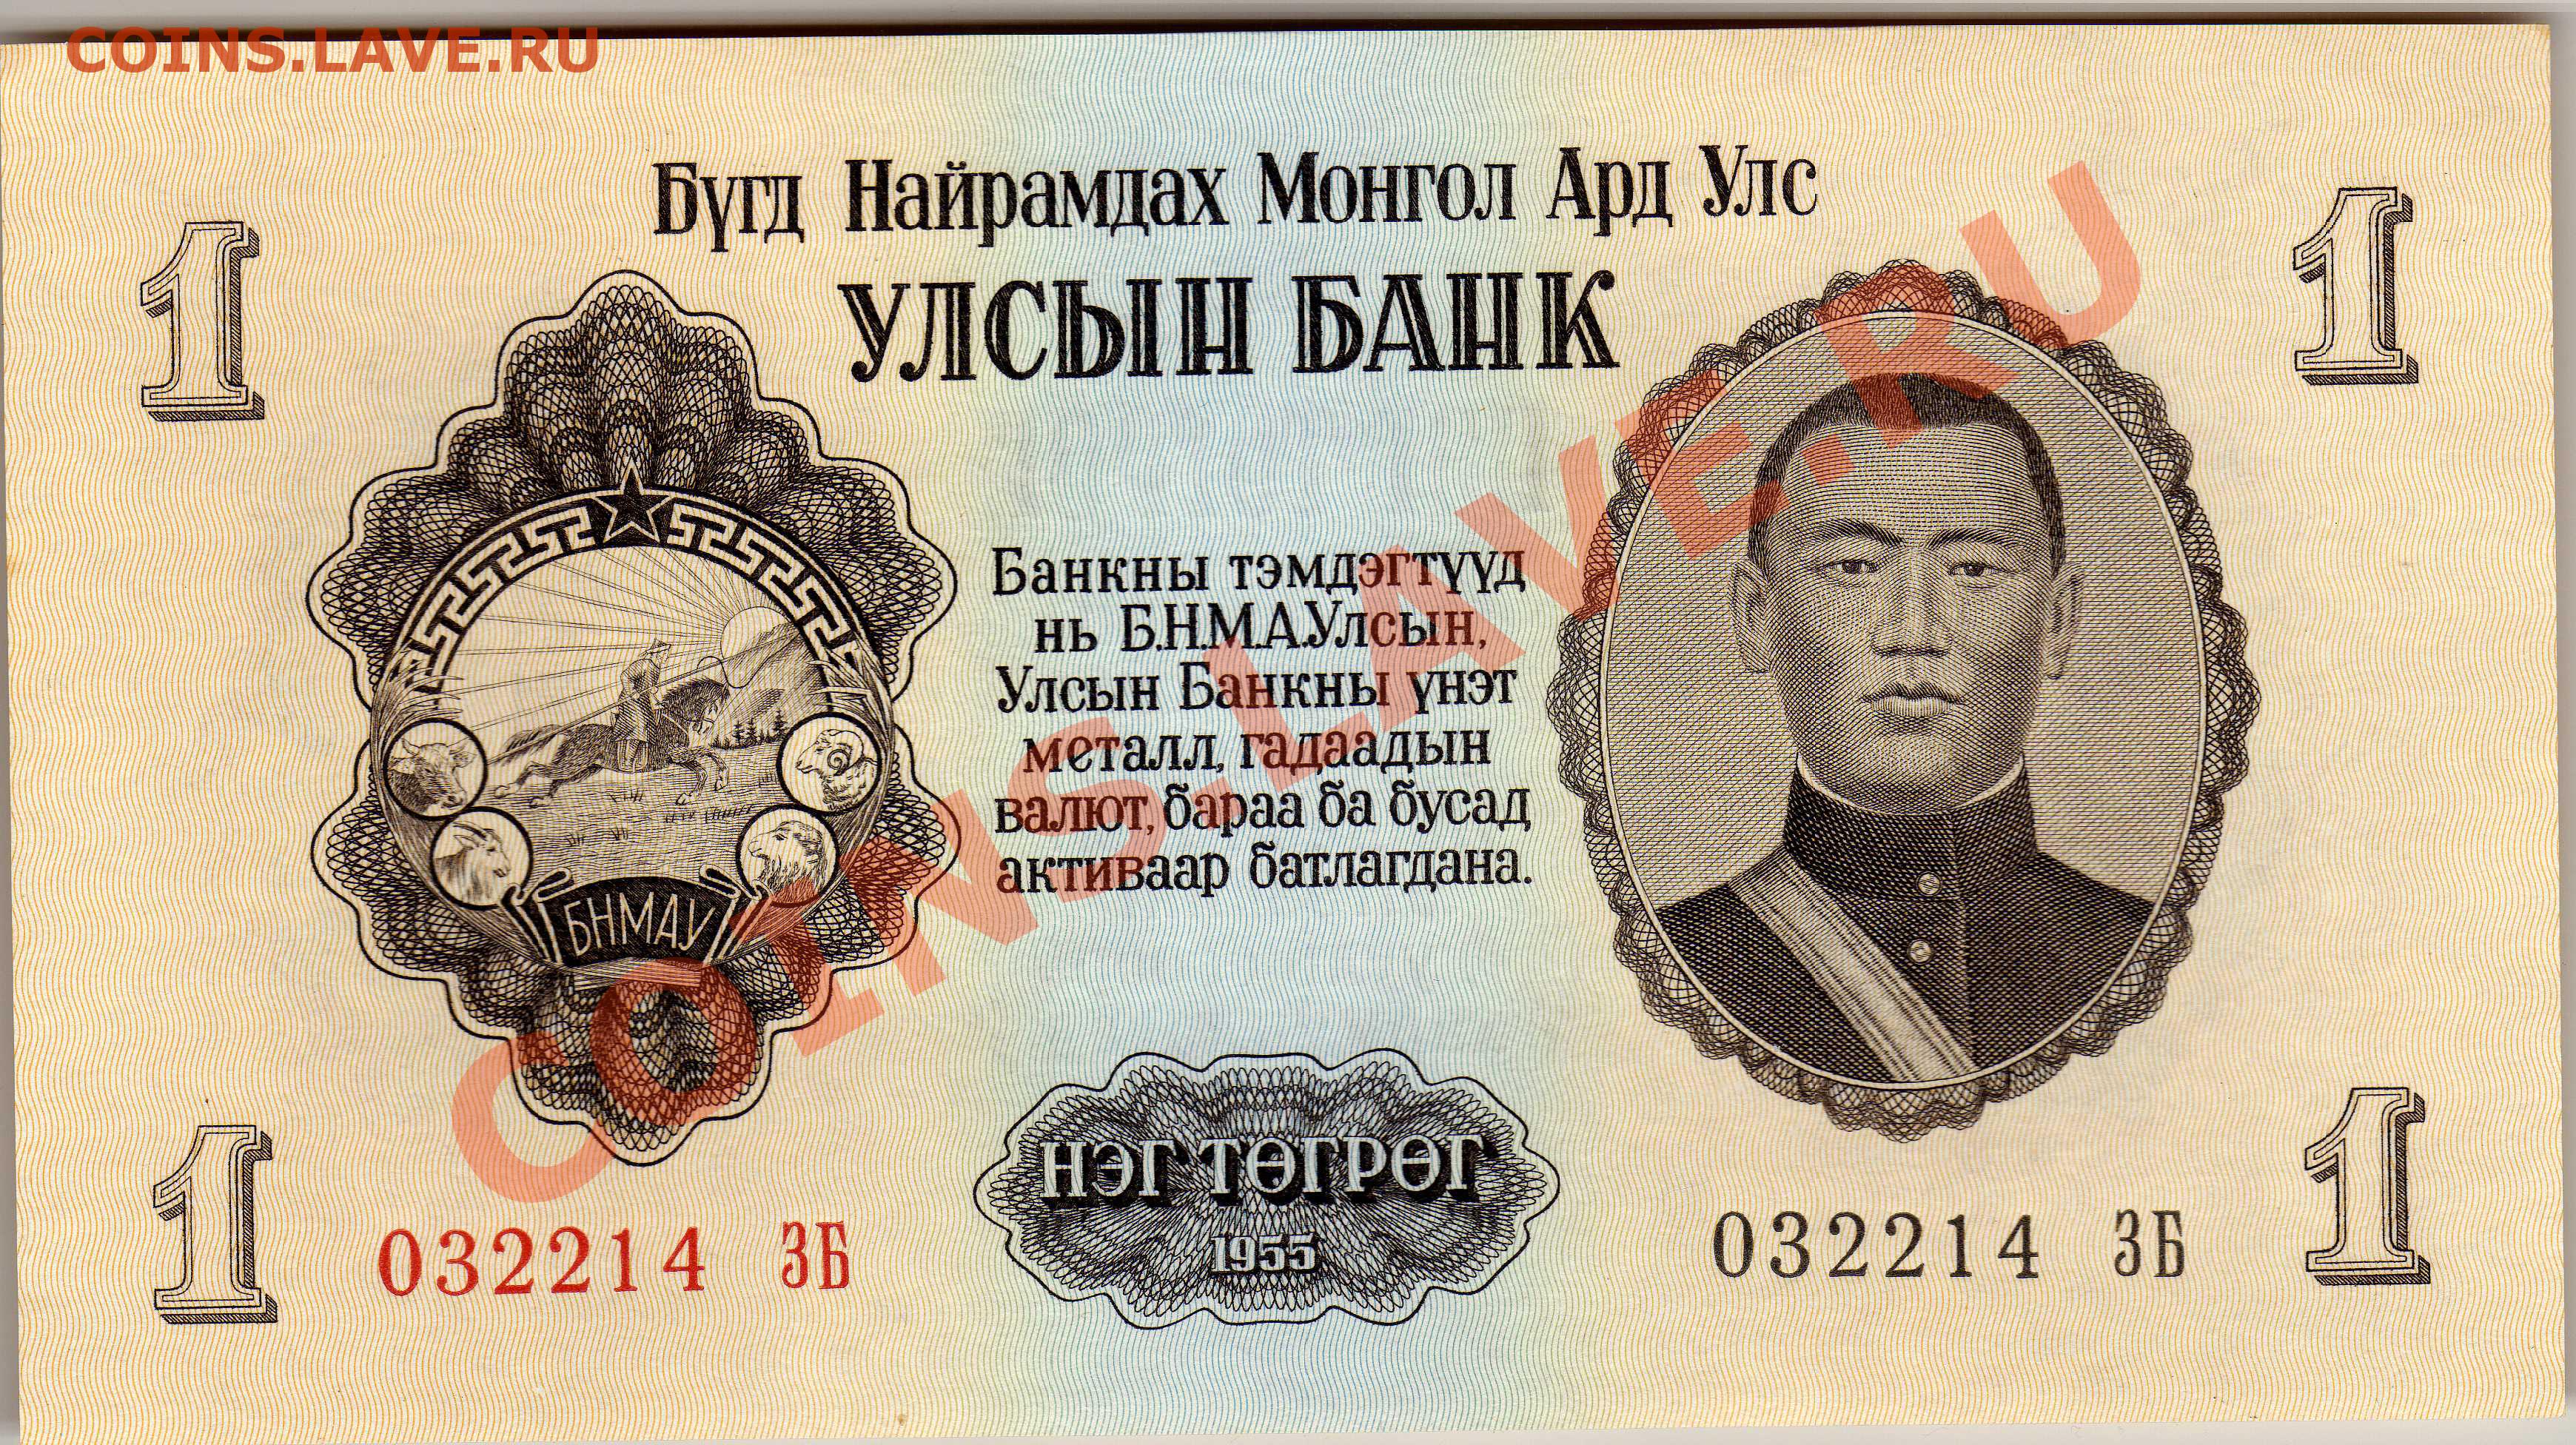 COINS.LAVE.RU
Бүгд Найрамдах Монгол Ард Улс
1
1
УЛСЫН БАНК
Банкны тэмдэгтүүд
нь Б.Н.М.А.Улсын,
Улсын Банкны үнэт
металл, гадаадын
валют, бараа ба бусад
активаар батлагдана.
БНМАУ
COINS.LAVE.RU
1
1
НЭГ ТӨГРӨГ
1955
032214 ЗБ
032214 ЗБ